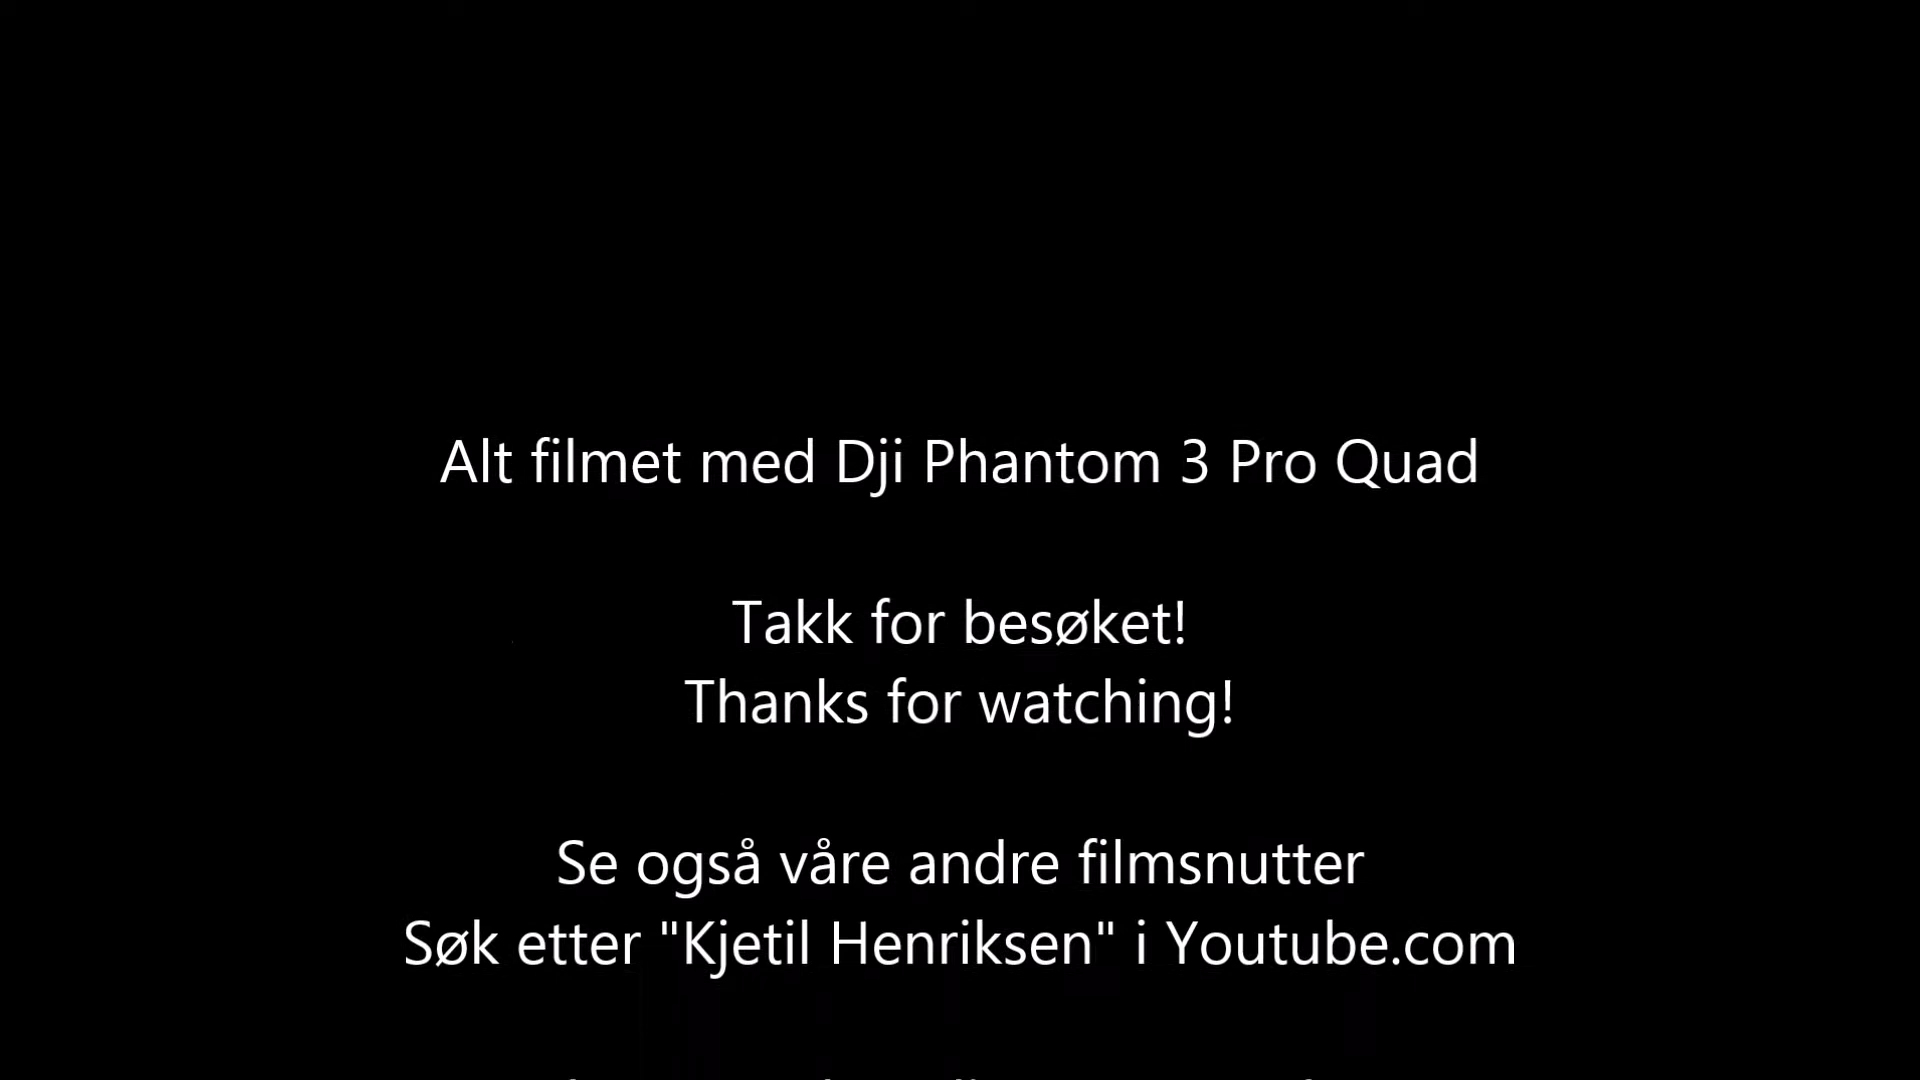 Alt filmet med Dji Phantom 3 Pro Quad
Takk for besøket!
Thanks for watching!
Se også våre andre filmsnutter
Søk etter "Kjetil Henriksen" i Youtube.com